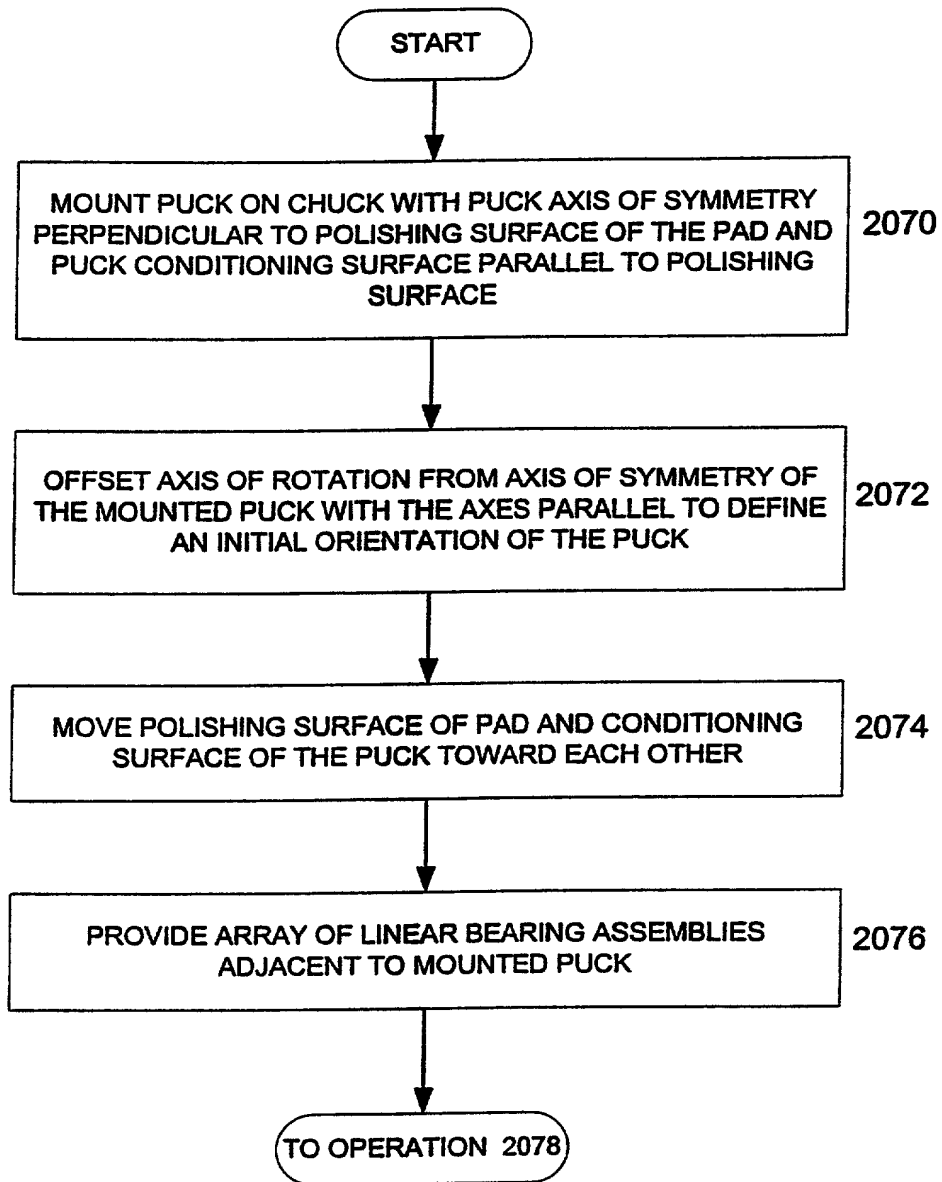 START
MOUNT PUCK ON CHUCK WITH PUCK AXIS OF SYMMETRY
PERPENDICULAR TO POLISHING SURFACE OF THE PAD AND
PUCK CONDITIONING SURFACE PARALLEL TO POLISHING
SURFACE
2070
OFFSET AXIS OF ROTATION FROM AXIS OF SYMMETRY OF
THE MOUNTED PUCK WITH THE AXES PARALLEL TO DEFINE
AN INITIAL ORIENTATION OF THE PUCK
2072
MOVE POLISHING SURFACE OF PAD AND CONDITIONING
SURFACE OF THE PUCK TOWARD EACH OTHER
2074
PROVIDE ARRAY OF LINEAR BEARING ASSEMBLIES
ADJACENT TO MOUNTED PUCK
2076
TO OPERATION 2078